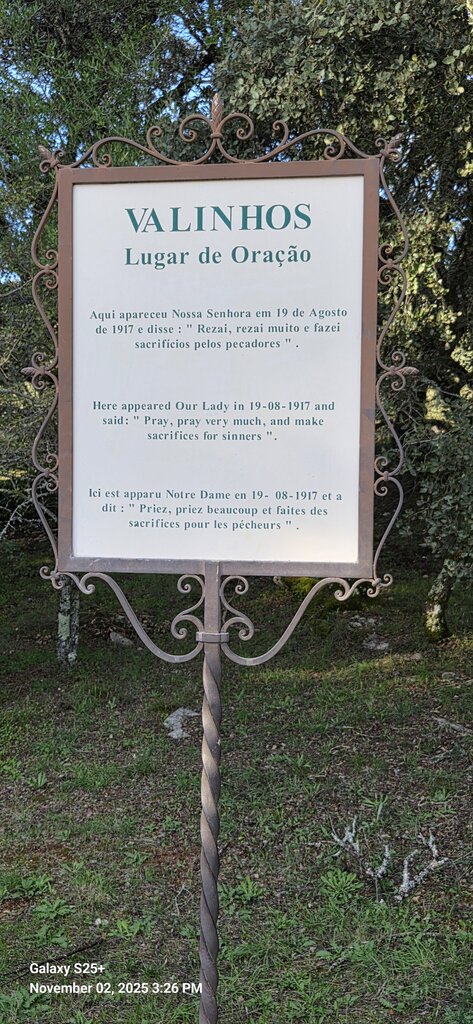 VALINHOS
Lugar de Oração
Aqui apareceu Nossa Senhora em 19 de Agosto
de 1917 e disse : " Rezai, rezai muito e fazei
sacrifícios pelos pecadores " .
Here appeared Our Lady in 19-08-1917 and
said: " Pray, pray very much, and make
sacrifices for sinners ".
Ici est apparu Notre Dame en 19- 08-1917 et a
dit : " Priez, priez beaucoup et faites des
sacrifices pour les pécheurs " .
Galaxy S25+
November 02, 2025 3:26 PM